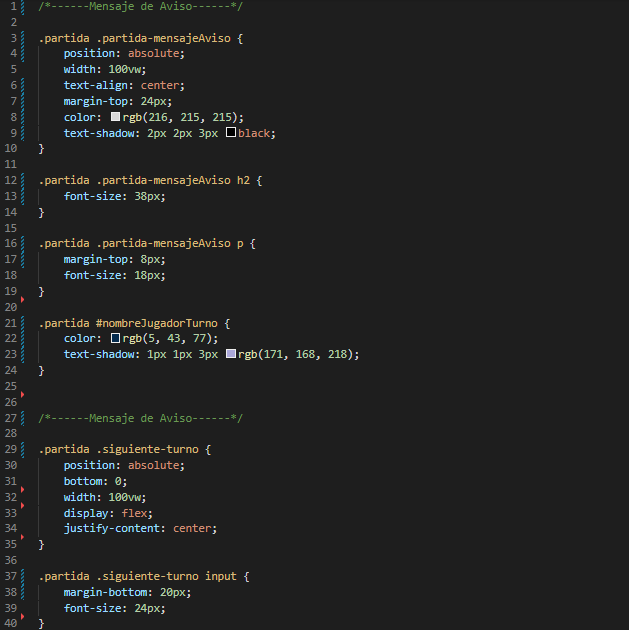 1 /*------Mensaje de Aviso------*/
2
3 .partida .partida-mensajeAviso {
4 position: absolute;
5 width: 100vw;
6 text-align: center;
7 margin-top: 24px;
8 color: rgb(216, 215, 215);
9 text-shadow: 2px 2px 3px black;
10 }
11
12 .partida .partida-mensajeAviso h2 {
13 font-size: 38px;
14 }
15
16 .partida .partida-mensajeAviso p {
17 margin-top: 8px;
18 font-size: 18px;
19 }
20
21 .partida #nombreJugadorTurno {
22 color: rgb(5, 43, 77);
23 text-shadow: 1px 1px 3px rgb(171, 168, 218);
24 }
25
26
27 /*------Mensaje de Aviso------*/
28
29 .partida .siguiente-turno {
30 position: absolute;
31 bottom: 0;
32 width: 100vw;
33 display: flex;
34 justify-content: center;
35 }
36
37 .partida .siguiente-turno input {
38 margin-bottom: 20px;
39 font-size: 24px;
40 }